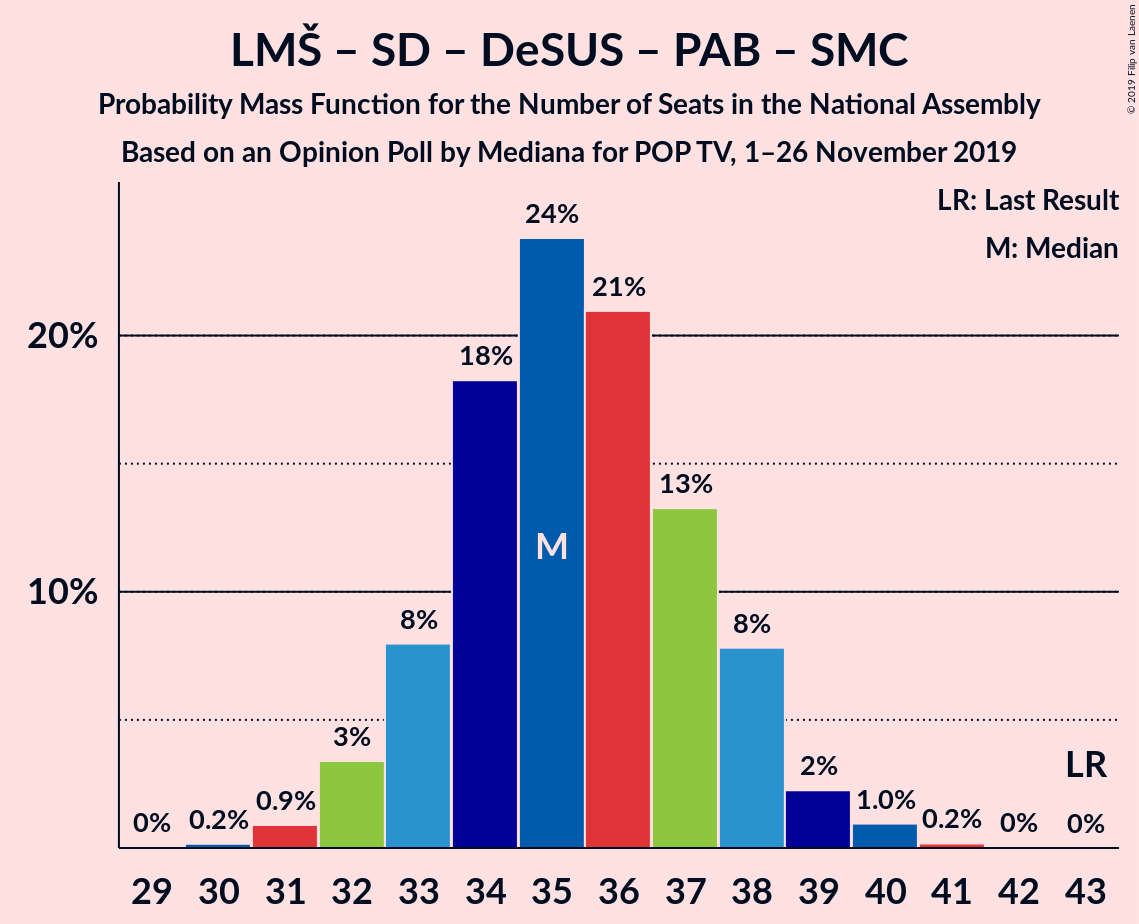 LMŠ – SD – DeSUS – PAB – SMC
Probability Mass Function for the Number of Seats in the National Assembly
Based on an Opinion Poll by Mediana for POP TV, 1–26 November 2019
© 2019 Filip van Laenen
LR: Last Result
M: Median
24%
21%
20%
18%
13%
M
10%
8%
8%
3%
2%
LR
0%
0.2%
0.9%
1.0%
0.2%
0%
0%
29 30 31 32 33 34 35 36 37 38 39 40 41 42 43